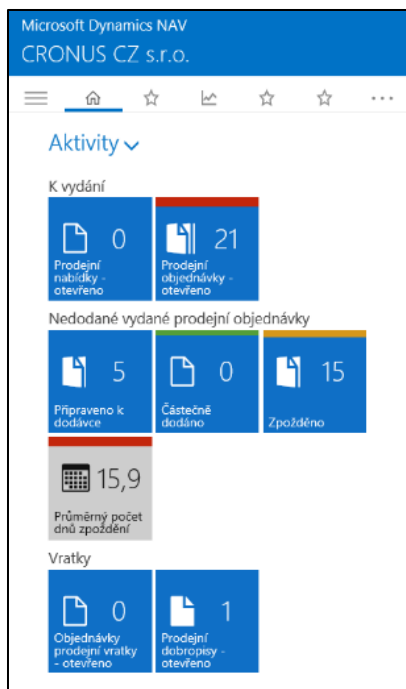 Microsoft Dynamics NAV
CRONUS CZ s.r.o.
Aktivity
K vydání
0
Prodejní
nabídky -
otevřeno
21
Prodejní
objednávky -
otevřeno
Nedodané vydané prodejní objednávky
5
Připraveno k
dodávce
0
Částečně
dodáno
15
Zpožděno
15,9
Průměrný počet
dnů zpoždění
Vratky
0
Objednávky
prodejní vratky
- otevřeno
1
Prodejní
dobropisy -
otevřeno